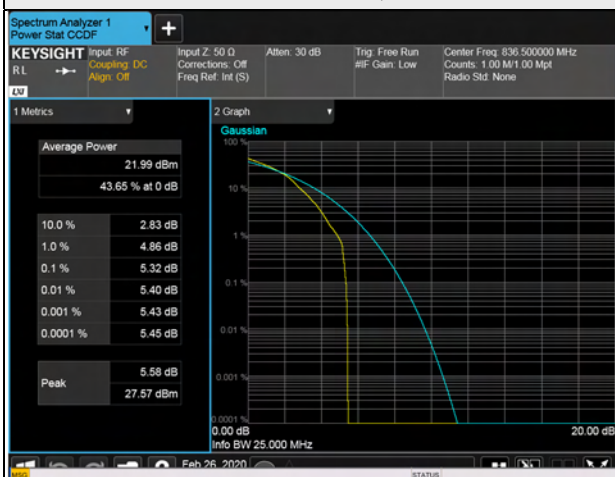 Spectrum Analyzer 1
Power Stat CCDF
KEYSIGHT
Input: RF
Input Z: 50 Ω
Atten: 30 dB
Trig: Free Run
Center Freq: 836.500000 MHz
RL
Coupling: DC
Corrections: Off
#IF Gain: Low
Counts: 1.00 M/1.00 Mpt
Align: Off
Freq Ref: Int (S)
Radio Std: None
LXI
1 Metrics
2 Graph
Gaussian
Average Power
21.99 dBm
43.65 % at 0 dB
10.0 % 2.83 dB
1.0 % 4.86 dB
0.1 % 5.32 dB
0.01 % 5.40 dB
0.001 % 5.43 dB
0.0001 % 5.45 dB
Peak
5.58 dB
27.57 dBm
100 %
10 %
1 %
0.1 %
0.01 %
0.001 %
0.0001 %
0.00 dB
20.00 dB
Info BW 25.000 MHz
Feb 26, 2020
MSG
STATUS